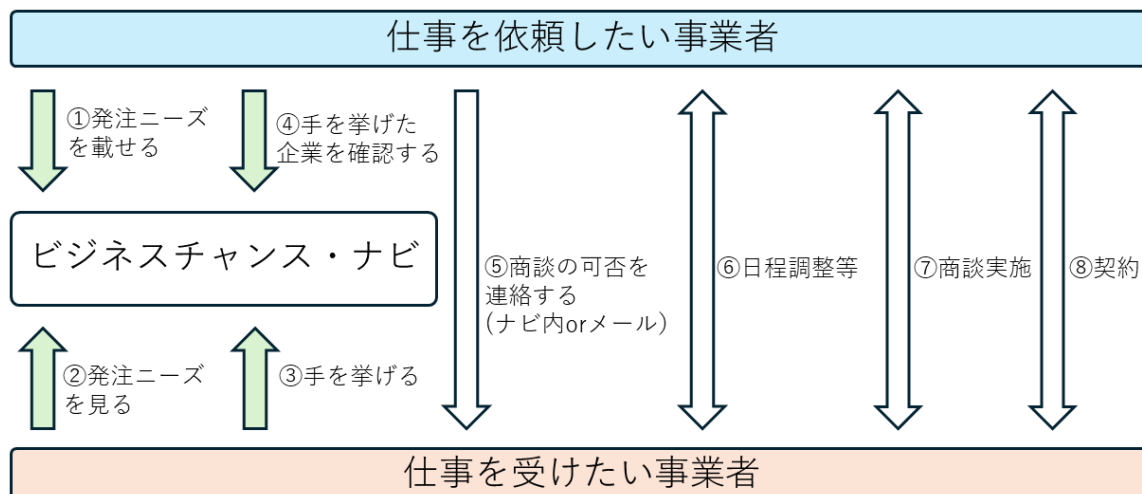 仕事を依頼したい事業者
①発注ニーズ
を載せる
④手を挙げた
企業を確認する
ビジネスチャンス・ナビ
⑤商談の可否を
連絡する
(ナビ内orメール)
⑥日程調整等
⑦商談実施
⑧契約
②発注ニーズ
を見る
③手を挙げる
仕事を受けたい事業者